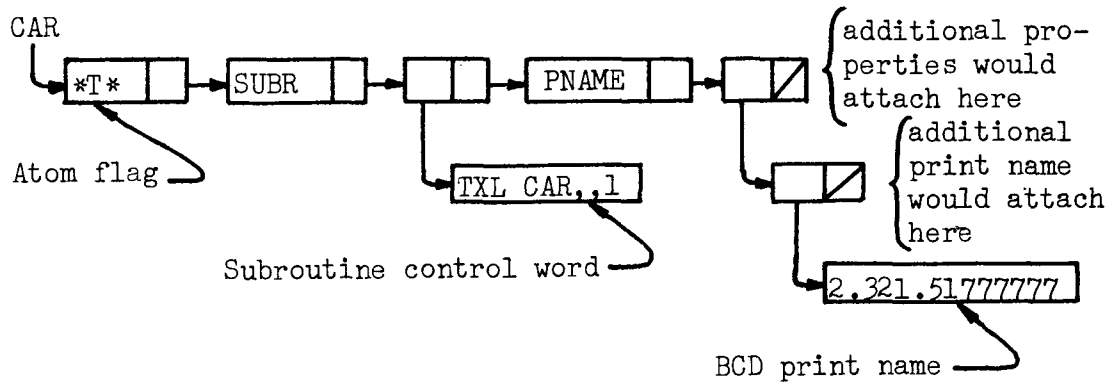 CAR
*T*
SUBR
PNAME
additional pro-
perties would
attach here
Atom flag
TXL CAR,,1
additional
print name
would attach
here
Subroutine control word
2.321.51777777
BCD print name